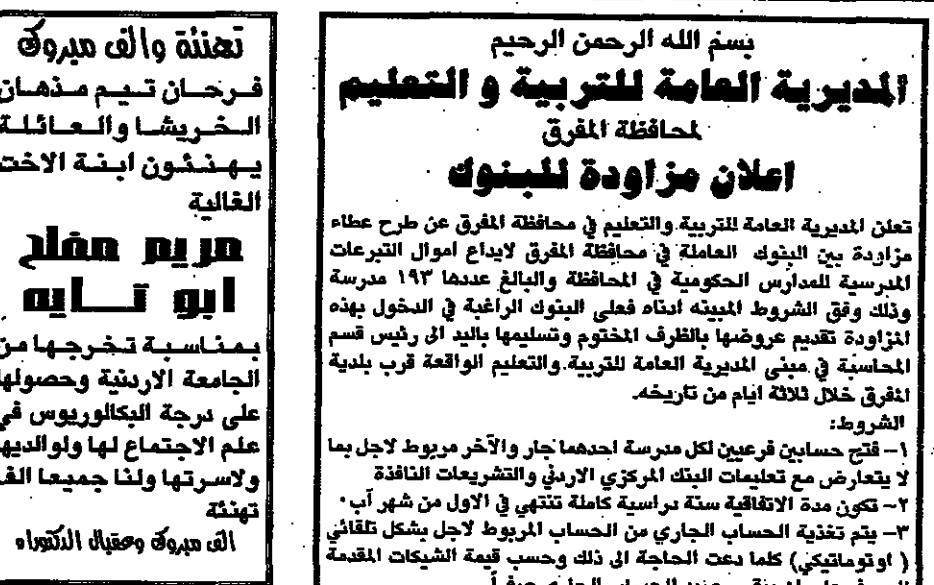 بسم الله الرحمن الرحيم
المديرية العامة للتربية و التعليم
لمحافظة المفرق
اعلان مزاودة للبنوك
تعلن المديرية العامة للتربية والتعليم في محافظة المفرق عن طرح عطاء
مزاودة بين البنوك العاملة في محافظة المفرق لايداع اموال التبرعات
المدرسية للمدارس الحكومية في المحافظة والبالغ عددها ١٩٣ مدرسة
وذلك وفق الشروط المبينه ادناه فعلى البنوك الراغبة في الدخول بهذه
المزاودة تقديم عروضها بالظرف المختوم وتسليمها باليد الى رئيس قسم
المحاسبة في مبنى المديرية العامة للتربية والتعليم الواقعة قرب بلدية
المفرق خلال ثلاثة ايام من تاريخه.
الشروط:
١- فتح حسابين فرعيين لكل مدرسة احدهما جار والآخر مربوط لاجل بما
لا يتعارض مع تعليمات البنك المركزي الاردني والتشريعات النافذة
٢- تكون مدة الاتفاقية سنة دراسية كاملة تنتهي في الاول من شهر آب.
٣- يتم تغذية الحساب الجاري من الحساب المربوط لاجل بشكل تلقائي
( اوتوماتيكي) كلما دعت الحاجة الى ذلك وحسب قيمة الشيكات المقدمة
تهنئة والف مبروك
فرحان تيم مذهان
الخريشا والعائلة
يهنئون ابنة الاخت
الغالية
مريم مفلح
ابو تايه
بمناسبة تخرجها من
الجامعة الاردنية وحصولها
على درجة البكالوريوس في
علم الاجتماع لها ولوالديها
ولاسرتها ولنا جميعا الف
تهنئة
الف مبروك وعقبال الدكتوراه